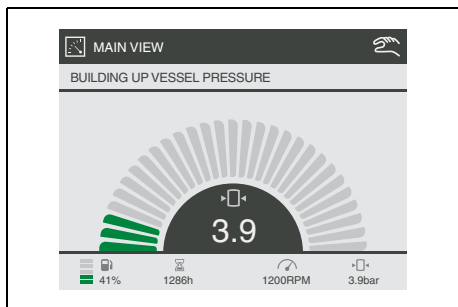 MAIN VIEW
BUILDING UP VESSEL PRESSURE
3.9
41% 1286h 1200RPM 3.9bar